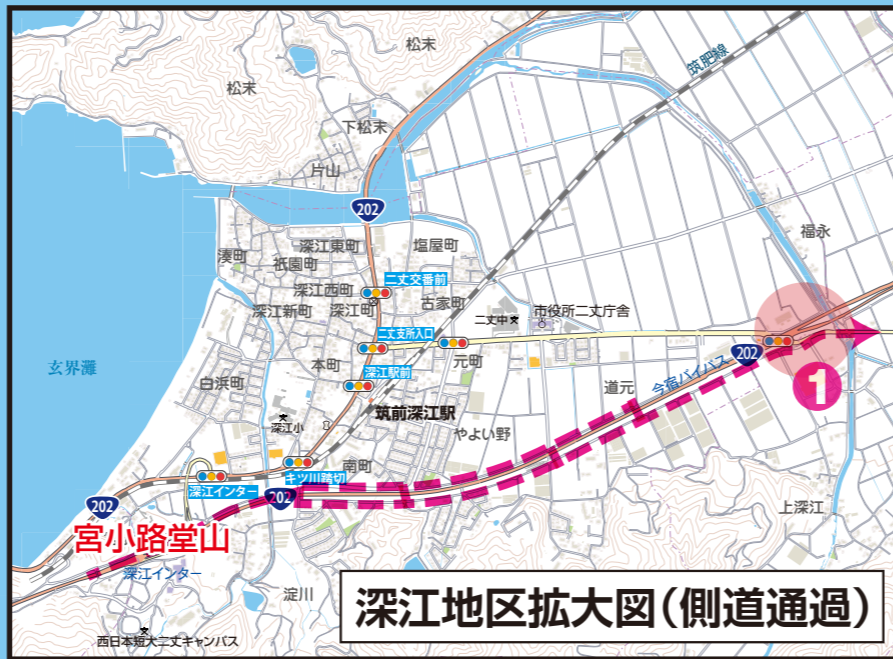 松末
松末
筑肥線
下松末
片山
202
福永
深江東町
塩屋町
湊町
祇園町
二丈交番前
深江西町
古家町
深江新町
深江町
二丈中
市役所二丈庁舎
二丈支所入口
元町
202
今宿バイパス
玄界灘
本町
白浜町
深江駅前
道元
1
筑前深江駅
深江小
やよい野
南町
キツ川踏切
深江インター
202
202
上深江
宮小路堂山
深江インター
淀川
深江地区拡大図(側道通過)
西日本短大二丈キャンパス